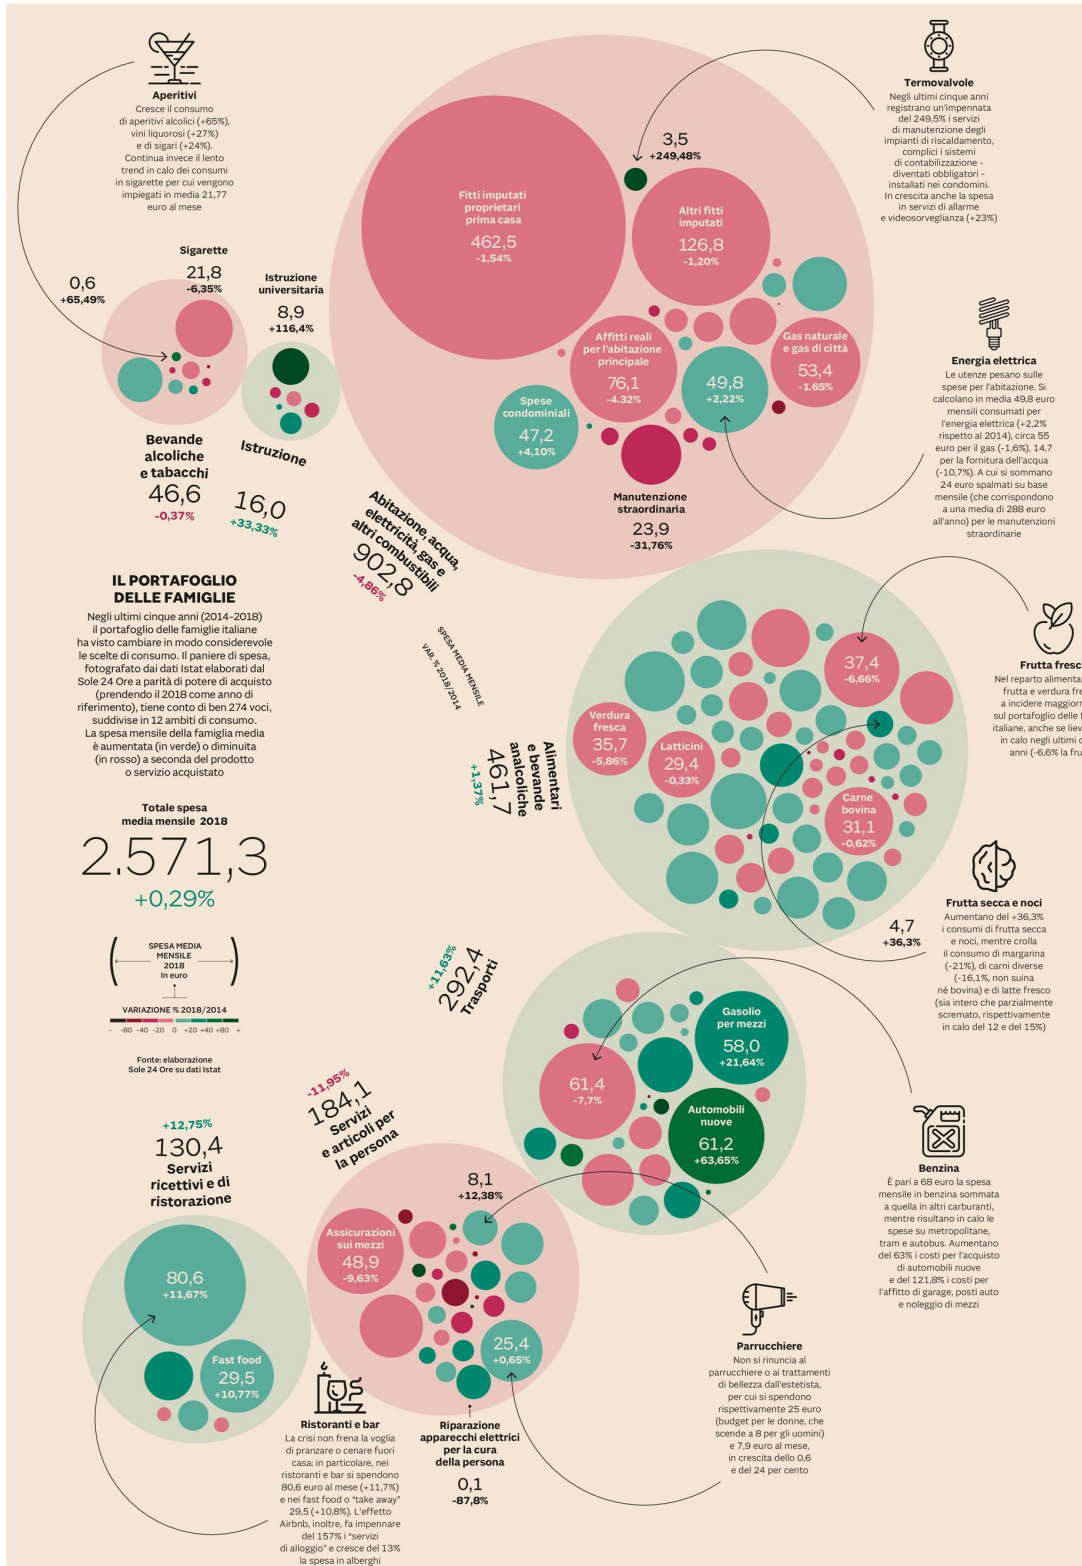 Aperitivi
Cresce il consumo
di aperitivi alcolici (+65%),
vini liquorosi (+27%)
e di sigari (+24%).
Continua invece il lento
trend in calo dei consumi
in sigarette per cui vengono
impiegati in media 21,77
euro al mese
Termovalvole
Negli ultimi cinque anni
registrano un'impennata
del 249,5% i servizi
di manutenzione degli
impianti di riscaldamento,
complici i sistemi
di contabilizzazione -
diventati obbligatori -
installati nei condomini.
In crescita anche la spesa
in servizi di allarme
e videosorveglianza (+23%)
3,5
+249,48%
Fitti imputati
proprietari
prima casa
462,5
-1,54%
Altri fitti
imputati
126,8
-1,20%
Sigarette
21,8
-6,35%
0,6
+65,49%
Istruzione
universitaria
8,9
+116,4%
Affitti reali
per l'abitazione
principale
76,1
-4.32%
Gas naturale
e gas di città
53,4
-1.65%
49,8
+2,22%
Spese
condominiali
47,2
+4,10%
Manutenzione
straordinaria
23,9
-31,76%
Energia elettrica
Le utenze pesano sulle
spese per l'abitazione. Si
calcolano in media 49,8 euro
mensili consumati per
l'energia elettrica (+2,2%
rispetto al 2014), circa 55
euro per il gas (-1,6%), 14,7
per la fornitura dell'acqua
(-10,7%). A cui si sommano
24 euro spalmati su base
mensile (che corrispondono
a una media di 288 euro
all'anno) per le manutenzioni
straordinarie
Bevande
alcoliche
e tabacchi
46,6
-0,37%
Istruzione
16,0
+33,33%
Abitazione, acqua,
elettricità, gas e
altri combustibili
902,8
-4,86%
IL PORTAFOGLIO
DELLE FAMIGLIE
Negli ultimi cinque anni (2014-2018)
il portafoglio delle famiglie italiane
ha visto cambiare in modo considerevole
le scelte di consumo. Il paniere di spesa,
fotografato dai dati Istat elaborati dal
Sole 24 Ore a parità di potere di acquisto
(prendendo il 2018 come anno di
riferimento), tiene conto di ben 274 voci,
suddivise in 12 ambiti di consumo.
La spesa mensile della famiglia media
è aumentata (in verde) o diminuita
(in rosso) a seconda del prodotto
o servizio acquistato
SPESA MEDIA MENSILE
VAR. % 2018/2014
Totale spesa
media mensile 2018
2.571,3
+0,29%
SPESA MEDIA
MENSILE
2018
In euro
VARIAZIONE % 2018/2014
- -80 -40 -20 0 +20 +40 +80 +
Fonte: elaborazione
Sole 24 Ore su dati Istat
Alimentari
e bevande
analcoliche
461,7
+1,37%
37,4
-6,66%
Verdura
fresca
35,7
-5,86%
Latticini
29,4
-0,33%
Carne
bovina
31,1
-0,62%
Frutta fresc
Nel reparto alimenta
frutta e verdura fre
a incidere maggiorn
sul portafoglio delle f
italiane, anche se liev
in calo negli ultimi c
anni (-6,6% la fru
Frutta secca e noci
Aumentano del +36,3%
i consumi di frutta secca
e noci, mentre crolla
il consumo di margarina
(-21%), di carni diverse
(-16,1%, non suina
né bovina) e di latte fresco
(sia intero che parzialmente
scremato, rispettivamente
in calo del 12 e del 15%)
4,7
+36,3%
+11,63%
292,4
Trasporti
Gasolio
per mezzi
58,0
+21,64%
61,4
-7,7%
Automobili
nuove
61,2
+63,65%
Benzina
È pari a 68 euro la spesa
mensile in benzina sommata
a quella in altri carburanti,
mentre risultano in calo le
spese su metropolitane,
tram e autobus. Aumentano
del 63% i costi per l'acquisto
di automobili nuove
e del 121,8% i costi per
l'affitto di garage, posti auto
e noleggio di mezzi
-11,95%
184,1
Servizi
e articoli per
la persona
8,1
+12,38%
Assicurazioni
sui mezzi
48,9
-9,63%
25,4
+0,65%
Riparazione
apparecchi elettrici
per la cura
della persona
0,1
-87,8%
Parrucchiere
Non si rinuncia al
parrucchiere o ai trattamenti
di bellezza dall'estetista,
per cui si spendono
rispettivamente 25 euro
(budget per le donne, che
scende a 8 per gli uomini)
e 7,9 euro al mese,
in crescita dello 0,6
e del 24 per cento
+12,75%
130,4
Servizi
ricettivi e di
ristorazione
80,6
+11,67%
Fast food
29,5
+10,77%
Ristoranti e bar
La crisi non frena la voglia
di pranzare o cenare fuori
casa: in particolare, nei
ristoranti e bar si spendono
80,6 euro al mese (+11,7%)
e nei fast food o "take away"
29,5 (+10,8%). L'effetto
Airbnb, inoltre, fa impennare
del 157% i "servizi
di alloggio" e cresce del 13%
la spesa in alberghi